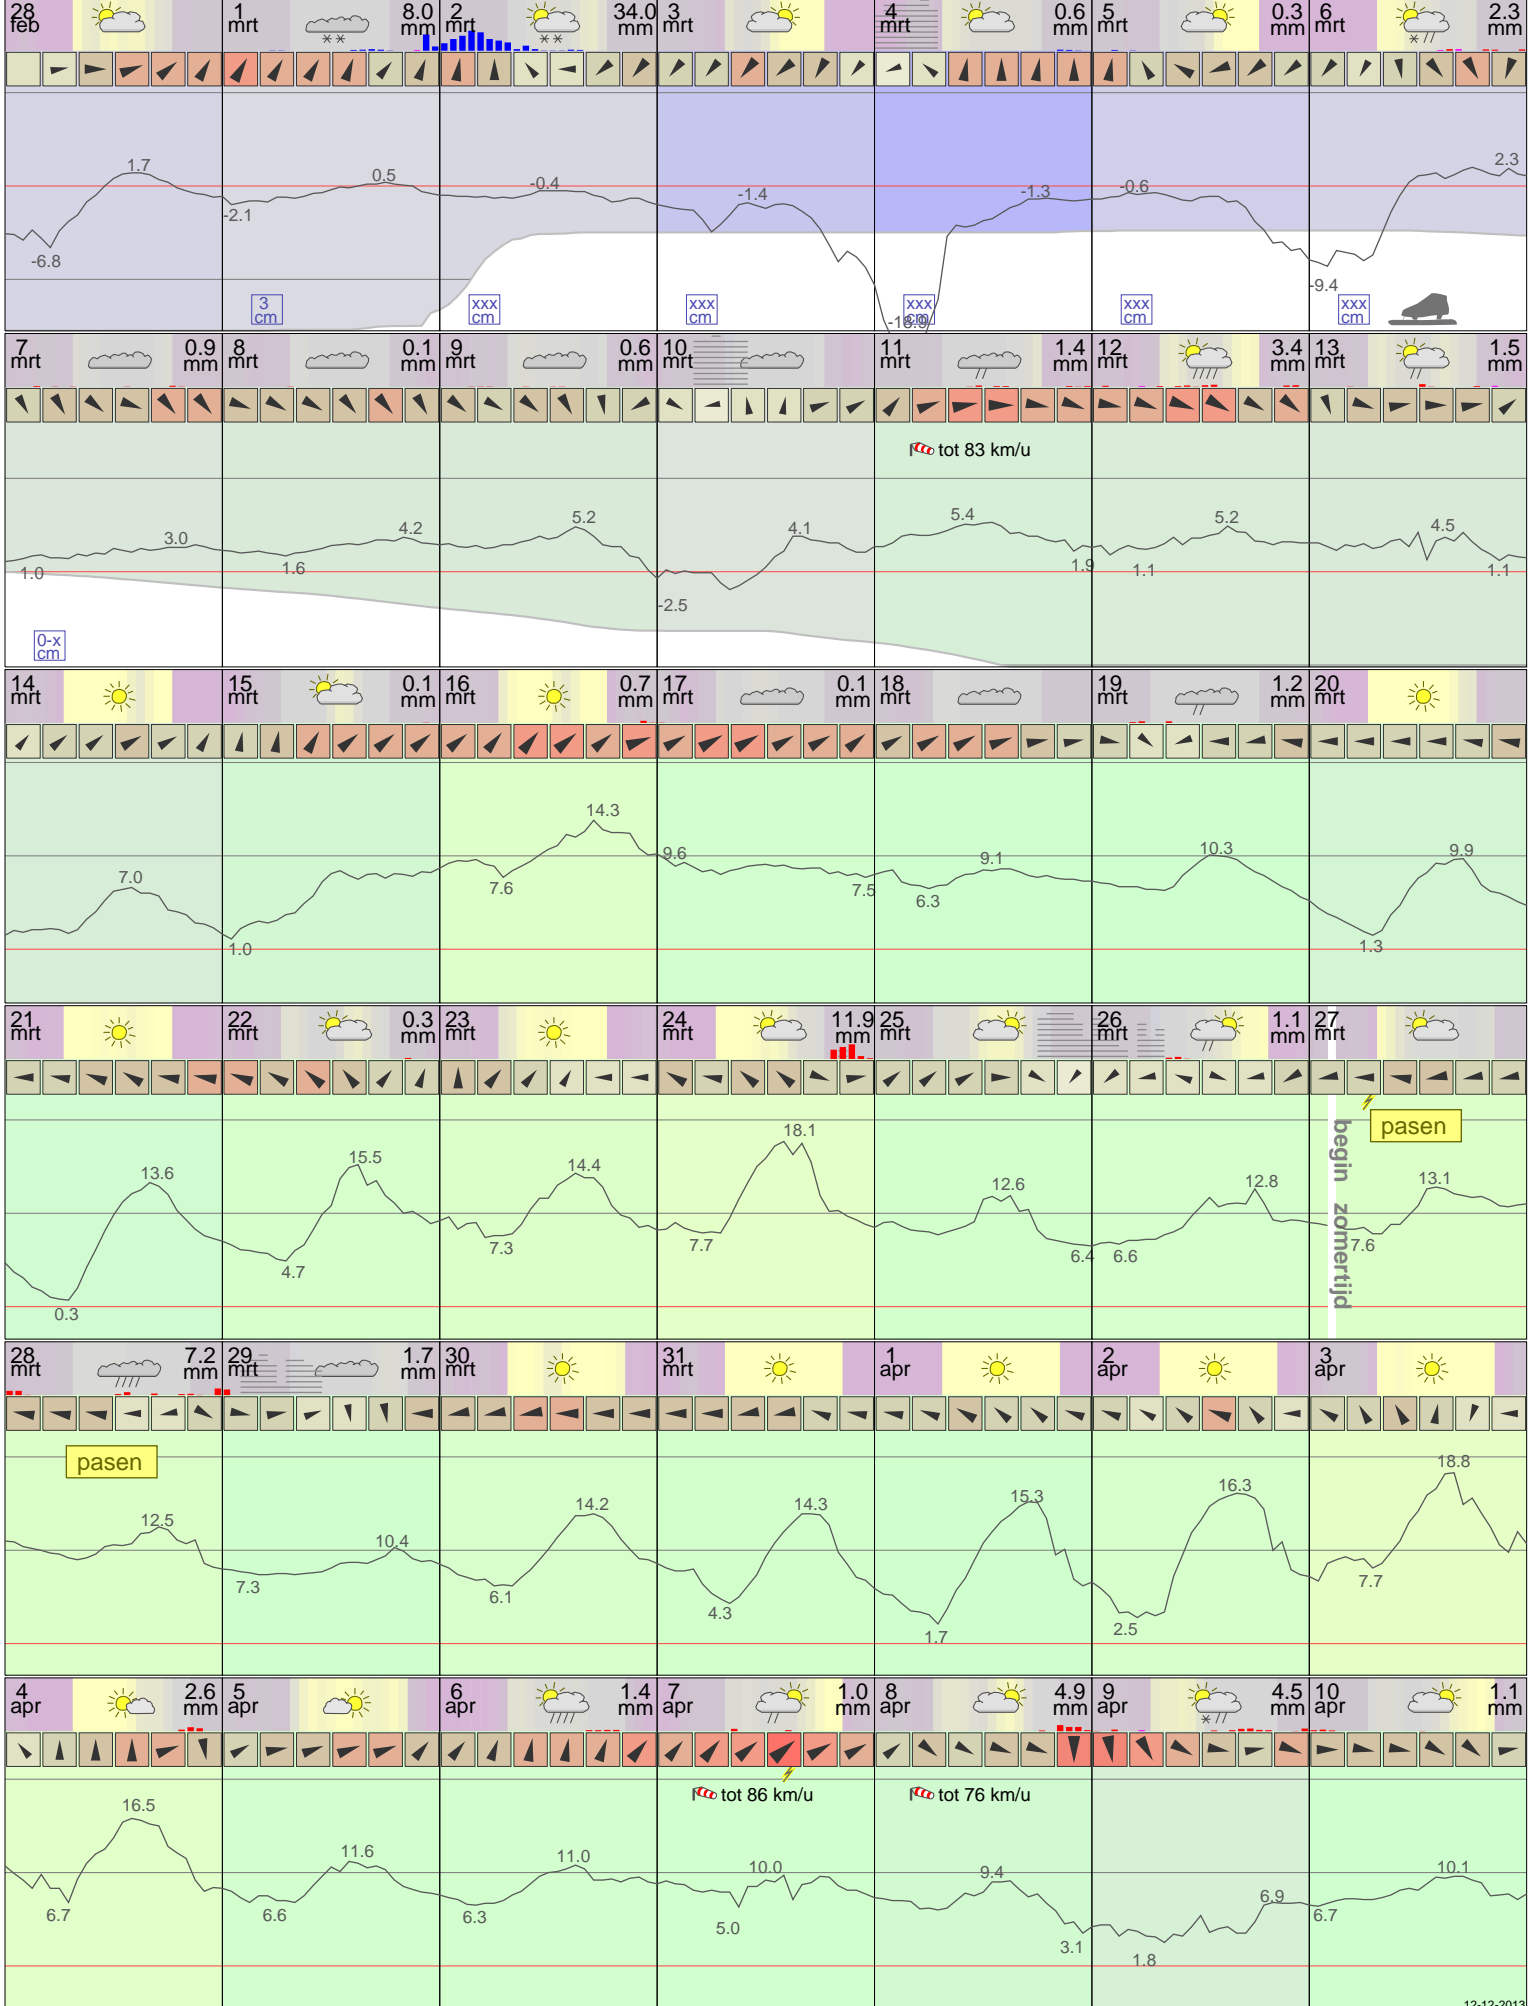 28 feb
1 mrt 8.0 mm
2 mrt 34.0 mm
3 mrt
4 mrt 0.6 mm
5 mrt 0.3 mm
6 mrt 2.3 mm
1.7 0.5 -0.4 -1.4 -1.3 -0.6 2.3
-6.8 -2.1 -18.9 -9.4
3 cm
xxx cm
xxx cm
xxx cm
xxx cm
xxx cm
7 mrt 0.9 mm
8 mrt 0.1 mm
9 mrt 0.6 mm
10 mrt
11 mrt 1.4 mm
12 mrt 3.4 mm
13 mrt 1.5 mm
tot 83 km/u
3.0 4.2 5.2 4.1 5.4 5.2 4.5
1.0 1.6 -2.5 1.9 1.1 1.1
0-x cm
14 mrt
15 mrt 0.1 mm
16 mrt 0.7 mm
17 mrt 0.1 mm
18 mrt
19 mrt 1.2 mm
20 mrt
7.0 14.3 9.6 9.1 10.3 9.9
1.0 7.6 7.5 6.3 1.3
21 mrt
22 mrt 0.3 mm
23 mrt
24 mrt 11.9 mm
25 mrt
26 mrt 1.1 mm
27 mrt
pasen
begin zomertijd
13.6 15.5 14.4 18.1 12.6 12.8 13.1
0.3 4.7 7.3 7.7 6.4 6.6 7.6
28 mrt 7.2 mm
29 mrt 1.7 mm
30 mrt
31 mrt
1 apr
2 apr
3 apr
pasen
12.5 10.4 14.2 14.3 15.3 16.3 18.8
7.3 6.1 4.3 1.7 2.5 7.7
4 apr 2.6 mm
5 apr
6 apr 1.4 mm
7 apr 1.0 mm
8 apr 4.9 mm
9 apr 4.5 mm
10 apr 1.1 mm
tot 86 km/u
tot 76 km/u
16.5 11.6 11.0 10.0 9.4 6.9 10.1
6.7 6.6 6.3 5.0 3.1 1.8 6.7
12-12-2013